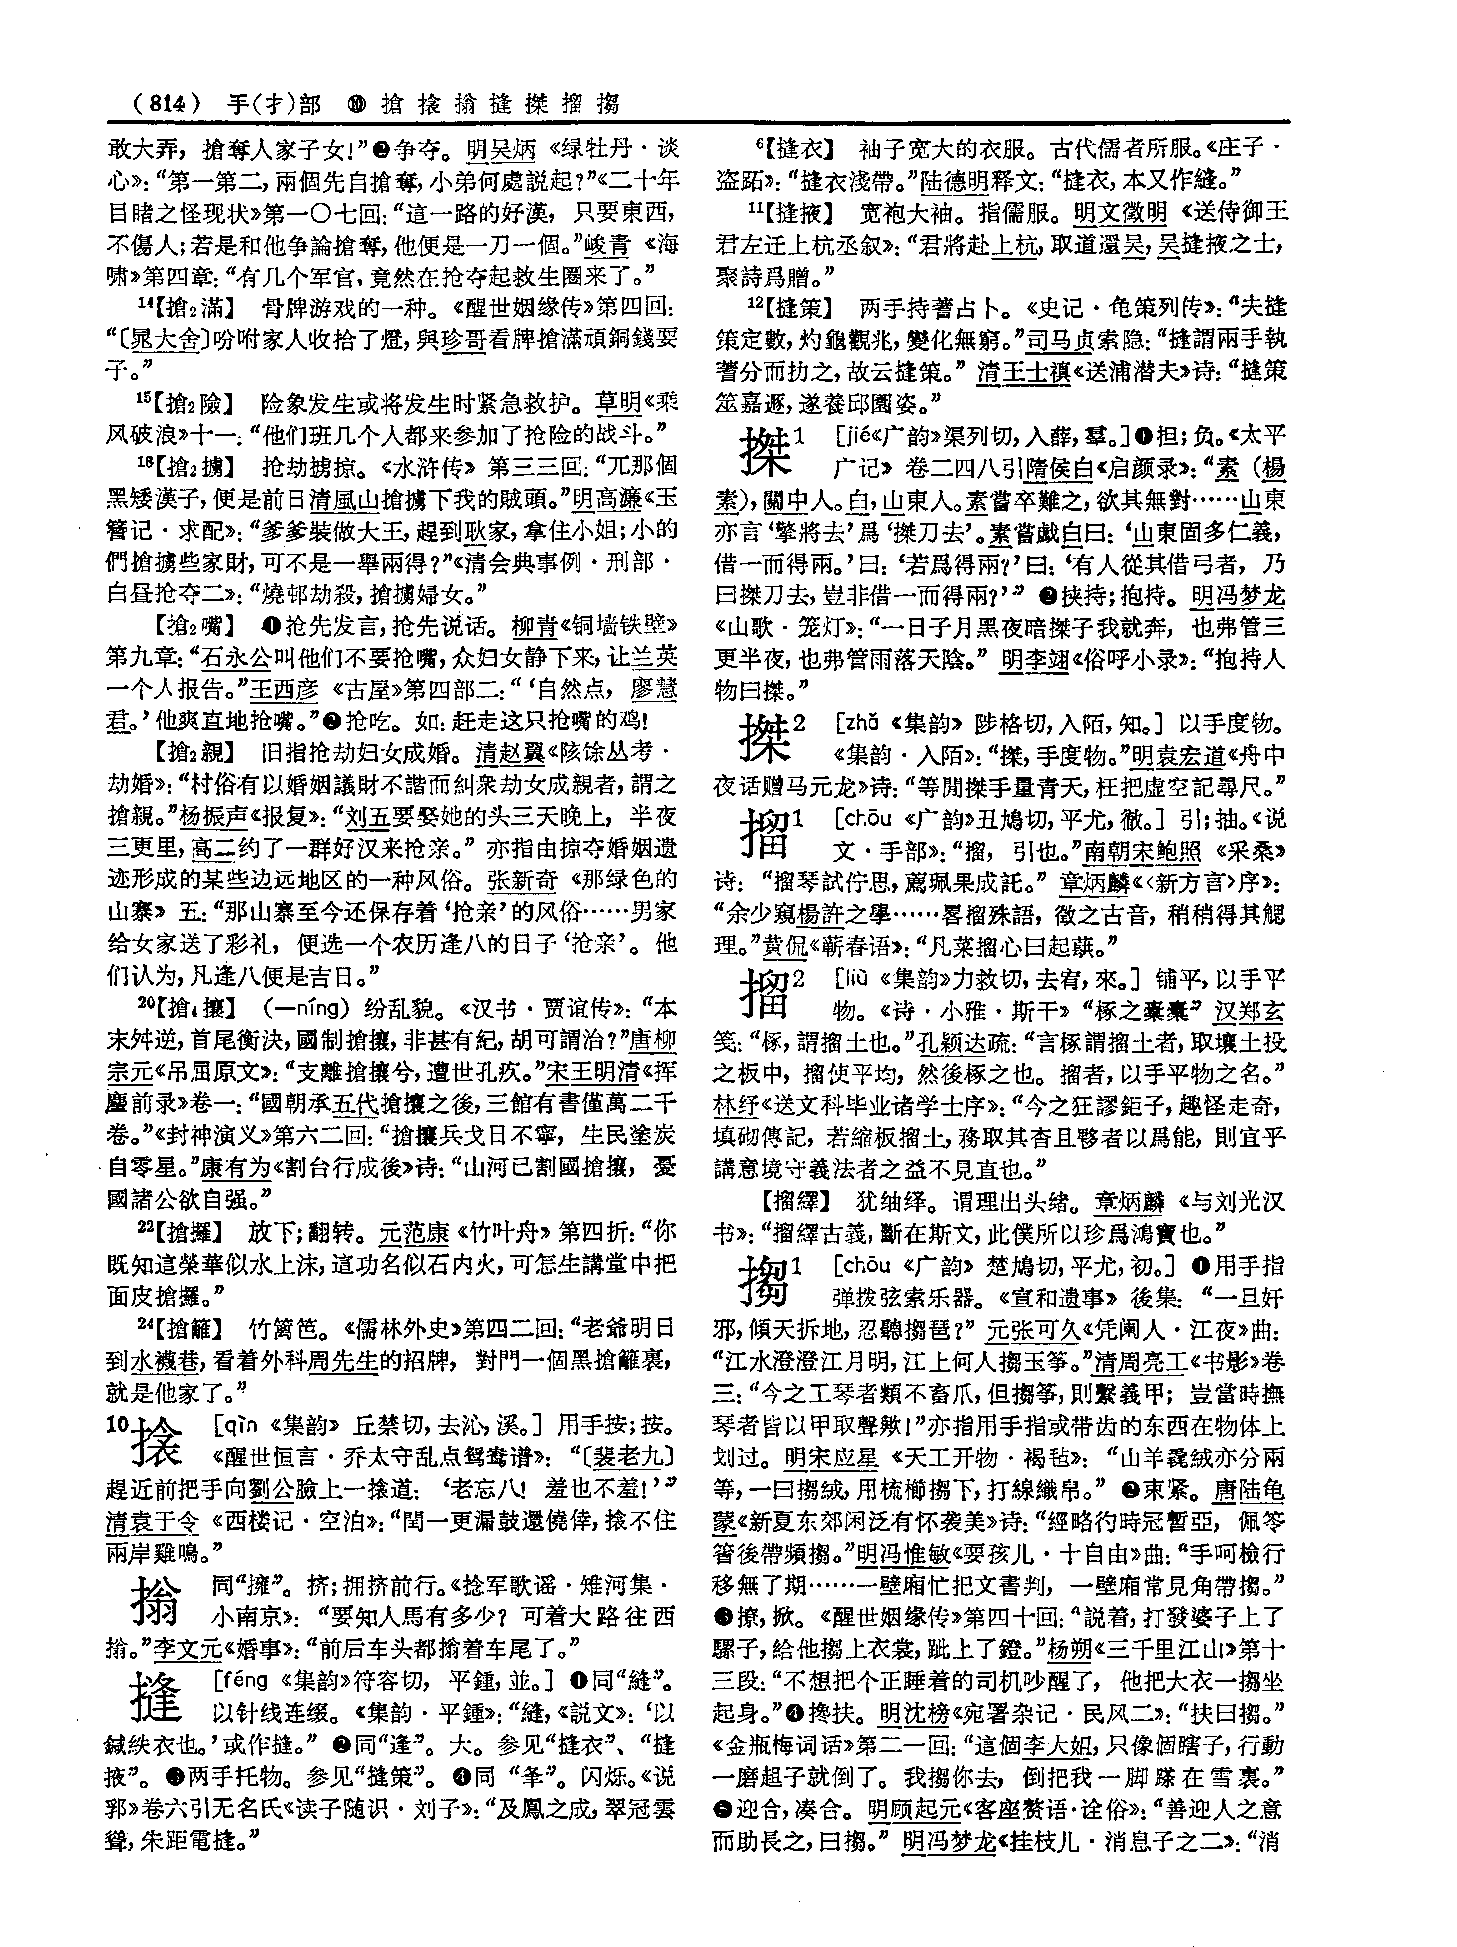 (814) 手(扌)部 ⑩ 搶搇㨣摓搩摺搊
敢大弄，搶奪人家子女！”❷争夺。明吴炳《绿牡丹·谈
心》：“第一第二，兩個先自搶奪，小弟何處説起？”《二十年
目睹之怪现状》第一〇七回：“這一路的好漢，只要東西，
不傷人；若是和他争論搶奪，他便是一刀一個。”峻青《海
啸》第四章：“有几个军官，竟然在抢夺起救生圈来了。”
14【搶2滿】 骨牌游戏的一种。《醒世姻缘传》第四回：
“〔晁大舍〕吩咐家人收拾了燈，與珍哥看牌搶滿頑銅錢耍
子。”
15【搶2險】 险象发生或将发生时紧急救护。草明《乘
风破浪》十一：“他们班几个人都来参加了抢险的战斗。”
16【搶2擄】 抢劫掳掠。《水浒传》第三三回：“兀那個
黑矮漢子，便是前日清風山搶擄下我的賊頭。”明高濂《玉
簪记·求配》：“爹爹裝做大王，趕到耿家，拿住小姐；小的
們搶擄些家財，可不是一舉兩得？”《清会典事例·刑部·
白昼抢夺二》：“燒邨劫殺，搶擄婦女。”
【搶2嘴】 ❶抢先发言，抢先说话。柳青《铜墙铁壁》
第九章：“石永公叫他们不要抢嘴，众妇女静下来，让兰英
一个人报告。”王西彦《古屋》第四部二：“‘自然点，廖慧
君。’他爽直地抢嘴。”❷抢吃。如：赶走这只抢嘴的鸡！
【搶2親】 旧指抢劫妇女成婚。清赵翼《陔馀丛考·
劫婚》：“村俗有以婚姻議財不諧而糾衆劫女成親者，謂之
搶親。”杨振声《报复》：“刘五要娶她的头三天晚上，半夜
三更里，高二约了一群好汉来抢亲。”亦指由掠夺婚姻遗
迹形成的某些边远地区的一种风俗。张新奇《那绿色的
山寨》五：“那山寨至今还保存着‘抢亲’的风俗……男家
给女家送了彩礼，便选一个农历逢八的日子‘抢亲’。他
们认为，凡逢八便是吉日。”
20【搶4攘】 （—níng）纷乱貌。《汉书·贾谊传》：“本
末舛逆，首尾衡決，國制搶攘，非甚有紀，胡可謂治？”唐柳
宗元《吊屈原文》：“支離搶攘兮，遭世孔疚。”宋王明清《挥
麈前录》卷一：“國朝承五代搶攘之後，三館有書僅萬二千
卷。”《封神演义》第六二回：“搶攘兵戈日不寧，生民塗炭
自零星。”康有为《割台行成後》诗：“山河已割國搶攘，憂
國諸公欲自强。”
22【搶攞】 放下；翻转。元范康《竹叶舟》第四折：“你
既知這榮華似水上沫，這功名似石内火，可怎生講堂中把
面皮搶攞。”
24【搶籬】 竹篱笆。《儒林外史》第四二回：“老爺明日
到水襪巷，看着外科周先生的招牌，對門一個黑搶籬裏，
就是他家了。”
10搇 [qìn《集韵》丘禁切，去沁，溪。]用手按；按。
《醒世恒言·乔太守乱点鸳鸯谱》：“〔裴老九〕
趕近前把手向劉公臉上一搇道：‘老忘八！羞也不羞！’”
清袁于令《西楼记·空泊》：“閏一更漏鼓還僥倖，搇不住
兩岸雞鳴。”
㨣 同“擁”。挤；拥挤前行。《捻军歌谣·雉河集·
小南京》：“要知人馬有多少？可着大路往西
㨣。”李文元《婚事》：“前后车头都㨣着车尾了。”
摓 [féng《集韵》符容切，平鍾，並。]❶同“縫”。
以针线连缀。《集韵·平鍾》：“縫，《説文》：‘以
鍼紩衣也。’或作摓。”❷同“逢”。大。参见“摓衣”、“摓
掖”。❸两手托物。参见“摓策”。❹同“夆”。闪烁。《说
郛》卷六引无名氏《读子随识·刘子》：“及鳳之成，翠冠雲
聳，朱距電摓。”
6【摓衣】 袖子宽大的衣服。古代儒者所服。《庄子·
盗跖》：“摓衣淺帶。”陆德明释文：“摓衣，本又作縫。”
11【摓掖】 宽袍大袖。指儒服。明文徵明《送侍御王
君左迁上杭丞叙》：“君將赴上杭，取道還吴，吴摓掖之士，
聚詩爲贈。”
12【摓策】 两手持蓍占卜。《史记·龟策列传》：“夫摓
策定數，灼龜觀兆，變化無窮。”司马贞索隐：“摓謂兩手執
蓍分而扐之，故云摓策。”清王士禛《送浦潜夫》诗：“摓策
筮嘉遯，遂養邱園姿。”
搩1 [jié《广韵》渠列切，入薛，羣。]❶担；负。《太平
广记》卷二四八引隋侯白《启颜录》：“素（楊
素），關中人。白，山東人。素嘗卒難之，欲其無對……山東
亦言‘擎將去’爲‘搩刀去’。素嘗戲白曰：‘山東固多仁義，
借一而得兩。’曰：‘若爲得兩？’曰：‘有人從其借弓者，乃
曰搩刀去，豈非借一而得兩？’”❷挟持；抱持。明冯梦龙
《山歌·笼灯》：“一日子月黑夜暗搩子我就奔，也弗管三
更半夜，也弗管雨落天陰。”明李翊《俗呼小录》：“抱持人
物曰搩。”
搩2 [zhǎ《集韵》陟格切，入陌，知。]以手度物。
《集韵·入陌》：“搩，手度物。”明袁宏道《舟中
夜话赠马元龙》诗：“等閒搩手量青天，枉把虚空記尋尺。”
摺1 [chōu《广韵》丑鳩切，平尤，徹。]引；抽。《说
文·手部》：“摺，引也。”南朝宋鲍照《采桑》
诗：“摺琴試佇思，薦珮果成託。”章炳麟《〈新方言〉序》：
“余少窺楊許之學……畧摺殊語，徵之古音，稍稍得其鰓
理。”黄侃《蕲春语》：“凡菜摺心曰起蕻。”
摺2 [liù《集韵》力救切，去宥，來。]铺平，以手平
物。《诗·小雅·斯干》“椓之橐橐”汉郑玄
笺：“椓，謂摺土也。”孔颖达疏：“言椓謂摺土者，取壤土投
之板中，摺使平均，然後椓之也。摺者，以手平物之名。”
林纾《送文科毕业诸学士序》：“今之狂謬鉅子，趣怪走奇，
填砌傳記，若縮板摺土，務取其沓且夥者以爲能，則宜乎
講意境守義法者之益不見直也。”
【摺繹】 犹䌷绎。谓理出头绪。章炳麟《与刘光汉
书》：“摺繹古義，斷在斯文，此僕所以珍爲鴻寶也。”
搊1 [chōu《广韵》楚鳩切，平尤，初。]❶用手指
弹拨弦索乐器。《宣和遗事》後集：“一旦奸
邪，傾天拆地，忍聽搊琶？”元张可久《凭阑人·江夜》曲：
“江水澄澄江月明，江上何人搊玉筝。”清周亮工《书影》卷
三：“今之工琴者類不畜爪，但搊筝，則繫義甲；豈當時撫
琴者皆以甲取聲歟！”亦指用手指或带齿的东西在物体上
划过。明宋应星《天工开物·褐毡》：“山羊毳絨亦分兩
等，一曰搊絨，用梳櫛搊下，打線織帛。”❷束紧。唐陆龟
蒙《新夏东郊闲泛有怀袭美》诗：“經略彴時冠暫亞，佩笭
箵後帶頻搊。”明冯惟敏《耍孩儿·十自由》曲：“手呵檢行
移無了期……一壁廂忙把文書判，一壁廂常見角帶搊。”
❸撩，掀。《醒世姻缘传》第四十回：“説着，打發婆子上了
騾子，給他搊上衣裳，跐上了鐙。”杨朔《三千里江山》第十
三段：“不想把个正睡着的司机吵醒了，他把大衣一搊坐
起身。”❹搀扶。明沈榜《宛署杂记·民风二》：“扶曰搊。”
《金瓶梅词话》第二一回：“這個李大姐，只像個瞎子，行動
一磨趄子就倒了。我搊你去，倒把我一脚躧在雪裏。”
❺迎合，凑合。明顾起元《客座赘语·诠俗》：“善迎人之意
而助長之，曰搊。”明冯梦龙《挂枝儿·消息子之二》：“消